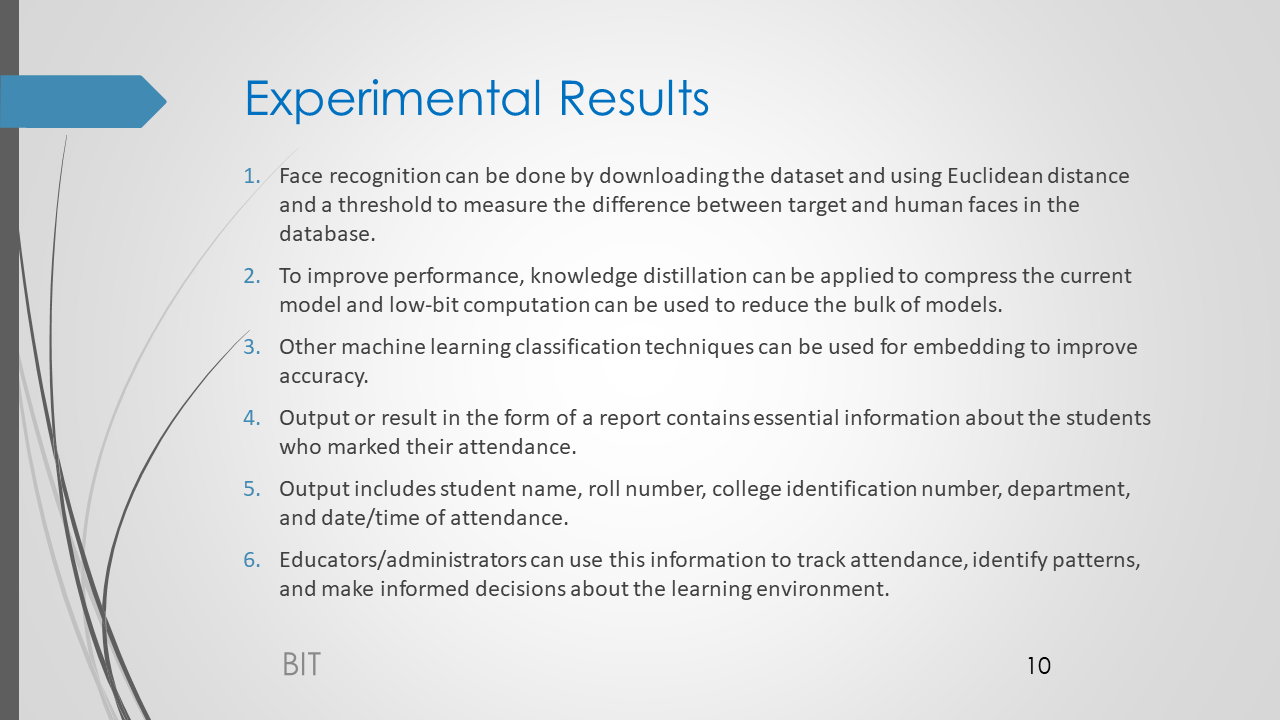 Experimental Results
1. Face recognition can be done by downloading the dataset and using Euclidean distance
and a threshold to measure the difference between target and human faces in the
database.
2. To improve performance, knowledge distillation can be applied to compress the current
model and low-bit computation can be used to reduce the bulk of models.
3. Other machine learning classification techniques can be used for embedding to improve
accuracy.
4. Output or result in the form of a report contains essential information about the students
who marked their attendance.
5. Output includes student name, roll number, college identification number, department,
and date/time of attendance.
6. Educators/administrators can use this information to track attendance, identify patterns,
and make informed decisions about the learning environment.
BIT
10